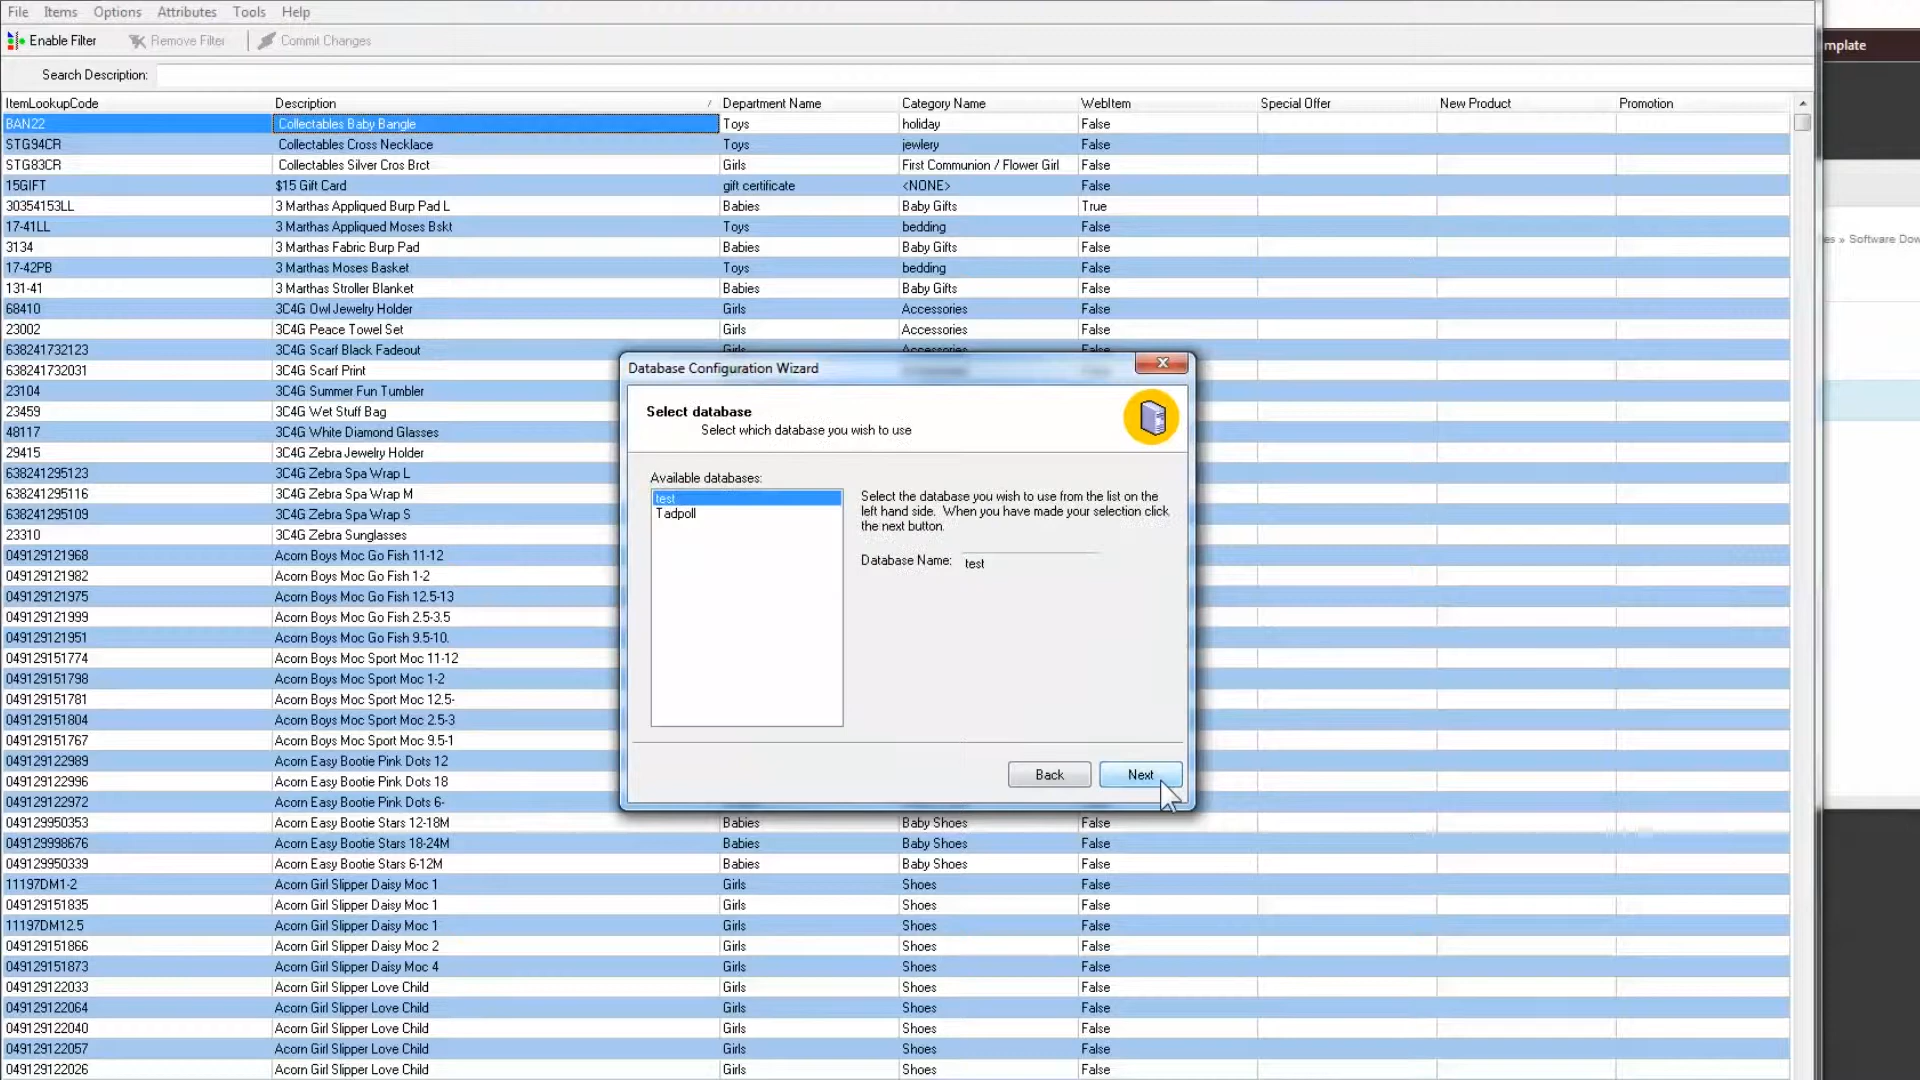 File Items Options Attributes Tools Help
Enable Filter Remove Filter Commit Changes
mplate
Search Description:
ItemLookupCode Description Department Name Category Name WebItem Special Offer New Product Promotion
BAN22 Collectables Baby Bangle Toys holiday False
STG94CR Collectables Cross Necklace Toys jewlery False
STG83CR Collectables Silver Cros Brct Girls First Communion / Flower Girl False
15GIFT $15 Gift Card gift certificate <NONE> False
30354153LL 3 Marthas Appliqued Burp Pad L Babies Baby Gifts True
17-41LL 3 Marthas Appliqued Moses Bskt Toys bedding False
es » Software Dow
3134 3 Marthas Fabric Burp Pad Babies Baby Gifts False
17-42PB 3 Marthas Moses Basket Toys bedding False
131-41 3 Marthas Stroller Blanket Babies Baby Gifts False
68410 3C4G Owl Jewelry Holder Girls Accessories False
23002 3C4G Peace Towel Set Girls Accessories False
638241732123 3C4G Scarf Black Fadeout Girls Accessories False
638241732031 3C4G Scarf Print
23104 3C4G Summer Fun Tumbler
23459 3C4G Wet Stuff Bag
48117 3C4G White Diamond Glasses
29415 3C4G Zebra Jewelry Holder
638241295123 3C4G Zebra Spa Wrap L
638241295116 3C4G Zebra Spa Wrap M
638241295109 3C4G Zebra Spa Wrap S
23310 3C4G Zebra Sunglasses
049129121968 Acorn Boys Moc Go Fish 11-12
049129121982 Acorn Boys Moc Go Fish 1-2
049129121975 Acorn Boys Moc Go Fish 12.5-13
049129121999 Acorn Boys Moc Go Fish 2.5-3.5
049129121951 Acorn Boys Moc Go Fish 9.5-10.
049129151774 Acorn Boys Moc Sport Moc 11-12
049129151798 Acorn Boys Moc Sport Moc 1-2
049129151781 Acorn Boys Moc Sport Moc 12.5-
049129151804 Acorn Boys Moc Sport Moc 2.5-3
049129151767 Acorn Boys Moc Sport Moc 9.5-1
049129122989 Acorn Easy Bootie Pink Dots 12
049129122996 Acorn Easy Bootie Pink Dots 18
049129122972 Acorn Easy Bootie Pink Dots 6-
049129950353 Acorn Easy Bootie Stars 12-18M Babies Baby Shoes False
049129998676 Acorn Easy Bootie Stars 18-24M Babies Baby Shoes False
049129950339 Acorn Easy Bootie Stars 6-12M Babies Baby Shoes False
11197DM1-2 Acorn Girl Slipper Daisy Moc 1 Girls Shoes False
049129151835 Acorn Girl Slipper Daisy Moc 1 Girls Shoes False
11197DM12.5 Acorn Girl Slipper Daisy Moc 1 Girls Shoes False
049129151866 Acorn Girl Slipper Daisy Moc 2 Girls Shoes False
049129151873 Acorn Girl Slipper Daisy Moc 4 Girls Shoes False
049129122033 Acorn Girl Slipper Love Child Girls Shoes False
049129122064 Acorn Girl Slipper Love Child Girls Shoes False
049129122040 Acorn Girl Slipper Love Child Girls Shoes False
049129122057 Acorn Girl Slipper Love Child Girls Shoes False
049129122026 Acorn Girl Slipper Love Child Girls Shoes False
Database Configuration Wizard
Select database
Select which database you wish to use
Available databases:
test
Tadpoll
Select the database you wish to use from the list on the
left hand side. When you have made your selection click
the next button.
Database Name: test
Back Next